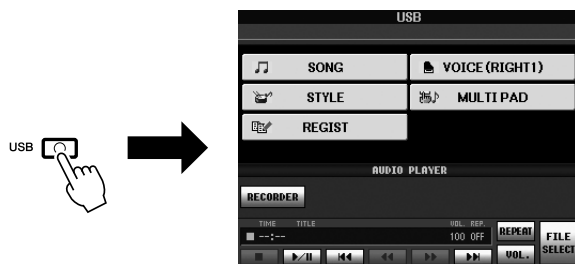 USB
USB
SONG
VOICE (RIGHT1)
STYLE
MULTI PAD
REGIST
AUDIO PLAYER
RECORDER
TIME TITLE VOL. REP.
--:-- 100 OFF
REPEAT
FILE SELECT
VOL.